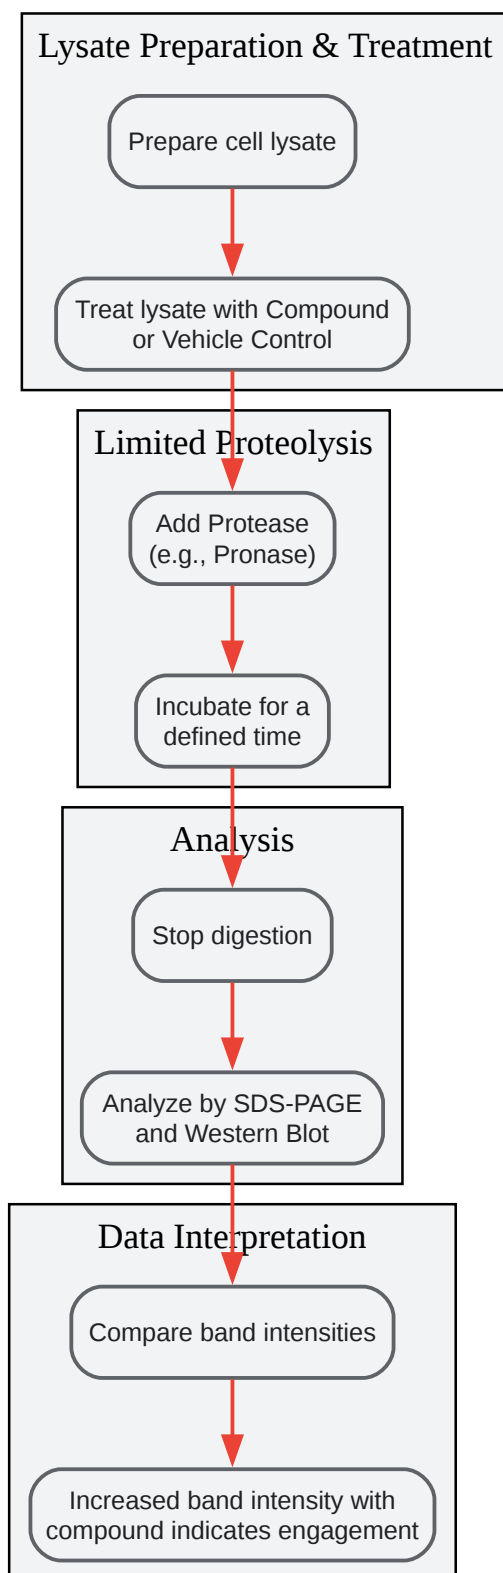 Lysate Preparation & Treatment
Prepare cell lysate
Treat lysate with Compound
or Vehicle Control
Limited Proteolysis
Add Protease
(e.g., Pronase)
Incubate for a
defined time
Analysis
Stop digestion
Analyze by SDS-PAGE
and Western Blot
Data Interpretation
Compare band intensities
Increased band intensity with
compound indicates engagement